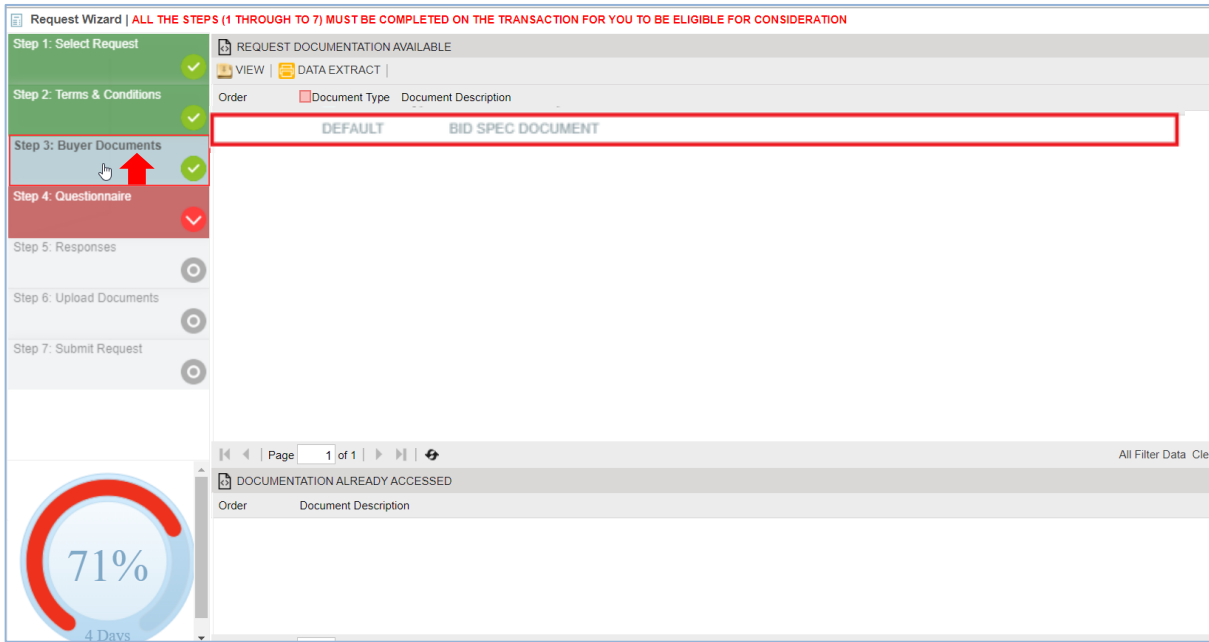 Request Wizard | ALL THE STEPS (1 THROUGH TO 7) MUST BE COMPLETED ON THE TRANSACTION FOR YOU TO BE ELIGIBLE FOR CONSIDERATION
Step 1: Select Request
Step 2: Terms & Conditions
Step 3: Buyer Documents
Step 4: Questionnaire
Step 5: Responses
Step 6: Upload Documents
Step 7: Submit Request
71%
4 Days
REQUEST DOCUMENTATION AVAILABLE
VIEW | DATA EXTRACT |
Order Document Type Document Description
DEFAULT BID SPEC DOCUMENT
Page 1 of 1
All Filter Data Cle
DOCUMENTATION ALREADY ACCESSED
Order Document Description